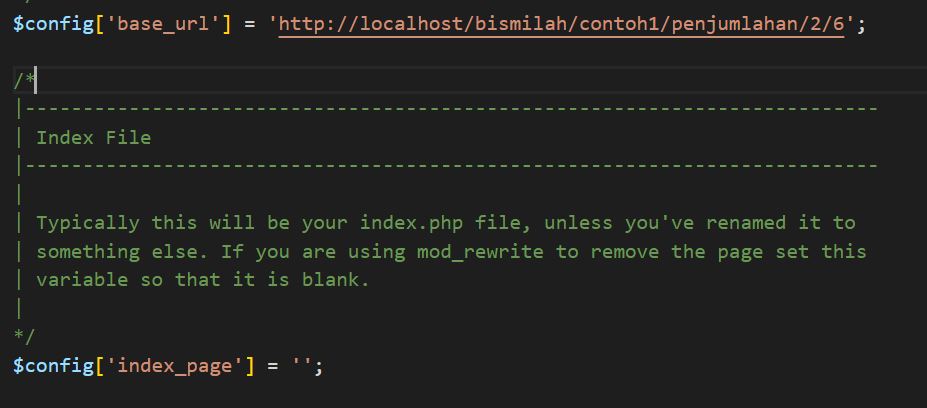 $config['base_url'] = 'http://localhost/bismilah/contoh1/penjumlahan/2/6';
/*
|--------------------------------------------------------------------------
| Index File
|--------------------------------------------------------------------------
|
| Typically this will be your index.php file, unless you've renamed it to
| something else. If you are using mod_rewrite to remove the page set this
| variable so that it is blank.
|
*/
$config['index_page'] = '';